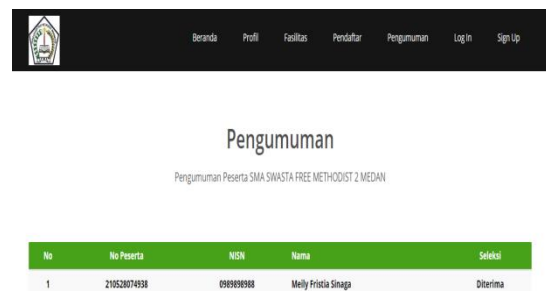 Beranda Profil Fasilitas Pendaftar Pengumuman Log In Sign Up
Pengumuman
Pengumuman Peserta SMA SWASTA FREE METHODIST 2 MEDAN
No No Peserta NISN Nama Seleksi
1 210528074938 0989898988 Meily Fristia Sinaga Diterima